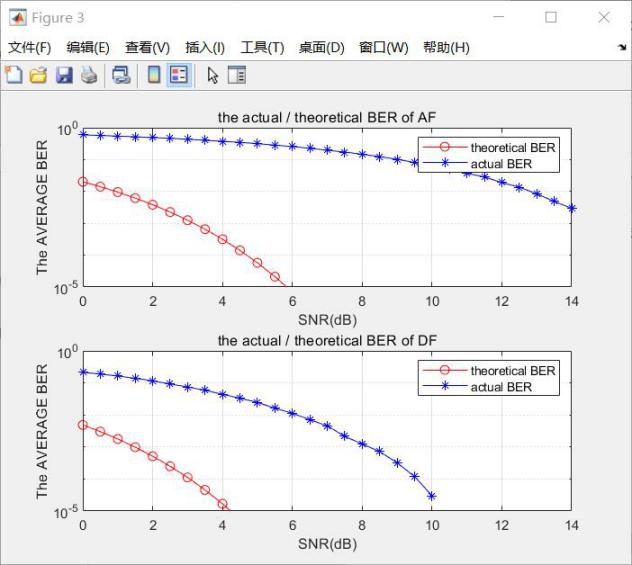 Figure 3
文件(F) 编辑(E) 查看(V) 插入(I) 工具(T) 桌面(D) 窗口(W) 帮助(H)
the actual / theoretical BER of AF
10^0
theoretical BER
actual BER
The AVERAGE BER
10^-5
0 2 4 6 8 10 12 14
SNR(dB)
the actual / theoretical BER of DF
10^0
theoretical BER
actual BER
The AVERAGE BER
10^-5
0 2 4 6 8 10 12 14
SNR(dB)